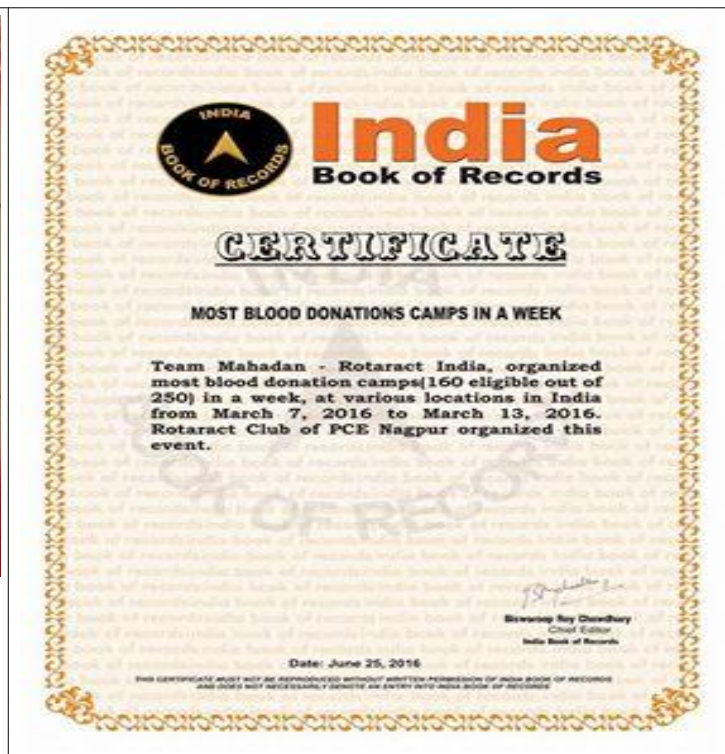 INDIA
BOOK OF RECORDS
India
Book of Records
CERTIFICATE
MOST BLOOD DONATIONS CAMPS IN A WEEK
Team Mahadan - Rotaract India, organized
most blood donation camps(160 eligible out of
250) in a week, at various locations in India
from March 7, 2016 to March 13, 2016.
Rotaract Club of PCE Nagpur organized this
event.
Biswaroop Roy Chowdhury
Chief Editor
India Book of Records
Date: June 25, 2016
THIS CERTIFICATE MUST NOT BE REPRODUCED WITHOUT WRITTEN PERMISSION OF INDIA BOOK OF RECORDS
AND DOES NOT NECESSARILY DENOTE AN ENTRY INTO INDIA BOOK OF RECORDS